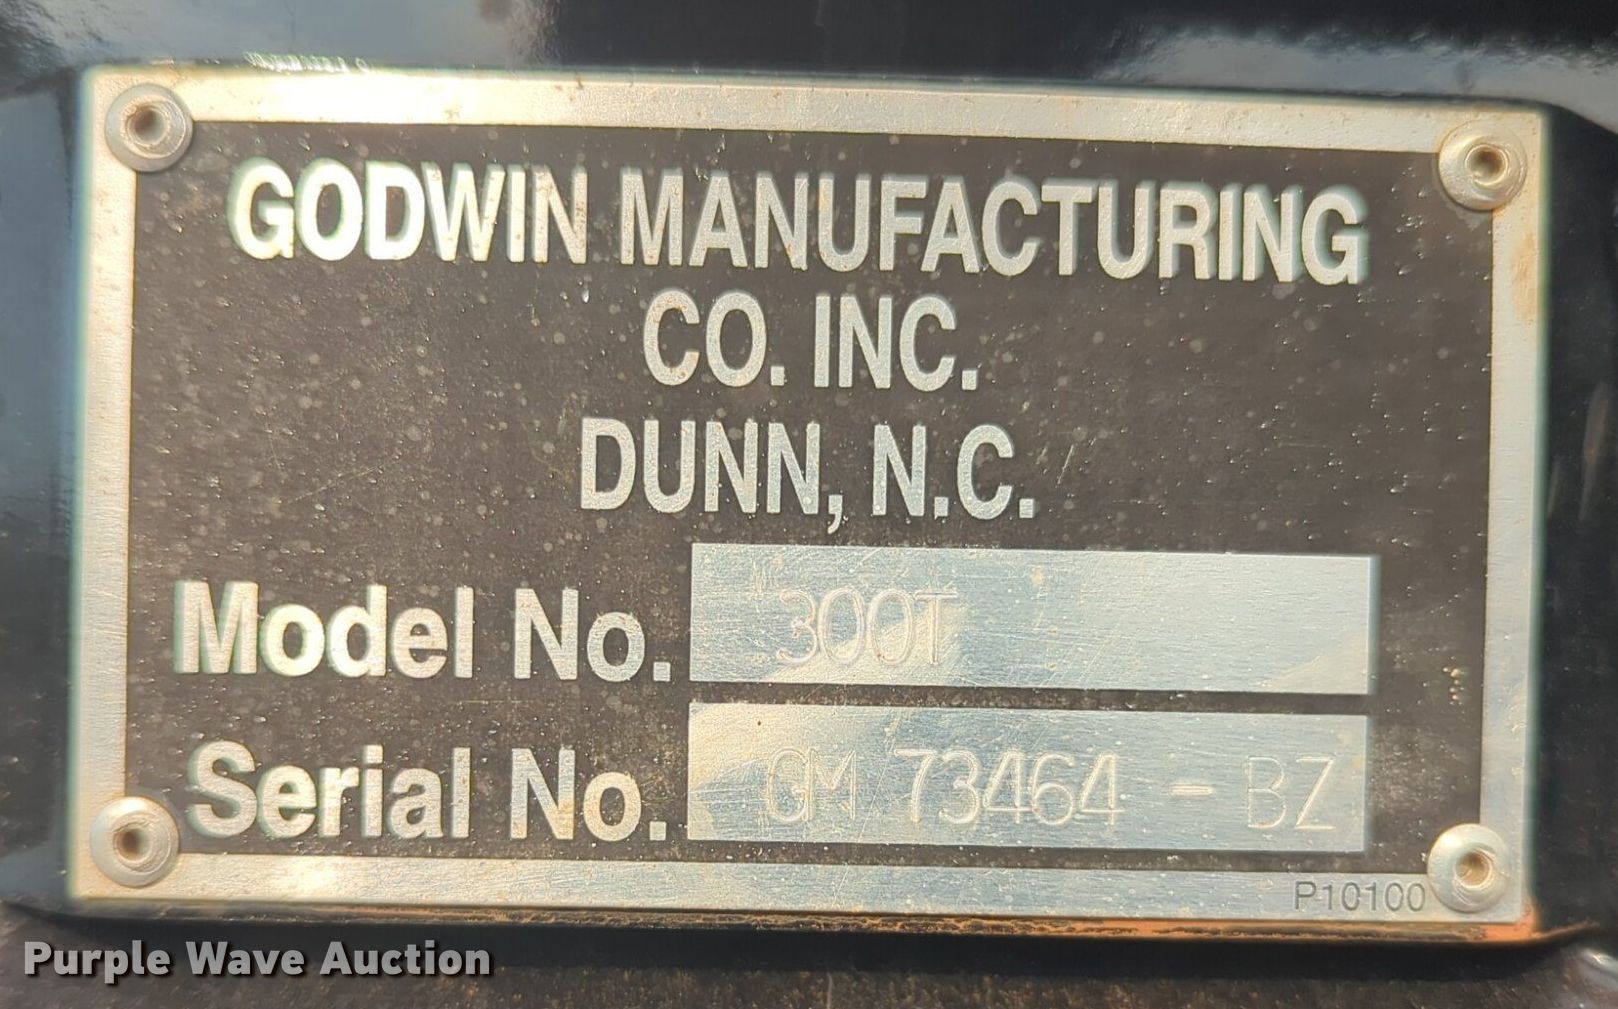 GODWIN MANUFACTURING
CO. INC.
DUNN, N.C.
Model No. 300T
Serial No. GM 73464 - BZ
P10100
Purple Wave Auction